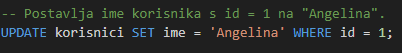 -- Postavlja ime korisnika s id = 1 na "Angelina".
UPDATE korisnici SET ime = 'Angelina' WHERE id = 1;